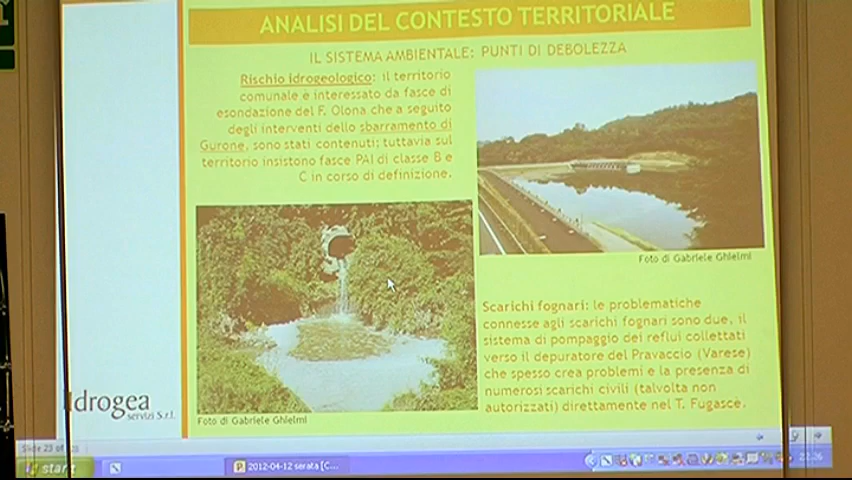 ANALISI DEL CONTESTO TERRITORIALE
IL SISTEMA AMBIENTALE: PUNTI DI DEBOLEZZA
Rischio idrogeologico: il territorio
comunale è interessato da fasce di
esondazione del F. Olona che a seguito
degli interventi dello sbarramento di
Gurone, sono stati contenuti; tuttavia sul
territorio insistono fasce PAI di classe B e
C in corso di definizione.
Foto di Gabriele Ghielmi
Scarichi fognari: le problematiche
connesse agli scarichi fognari sono due, il
sistema di pompaggio dei reflui collettati
verso il depuratore del Pravaccio (Varese)
che spesso crea problemi e la presenza di
numerosi scarichi civili (talvolta non
autorizzati) direttamente nel T. Fugasce.
Foto di Gabriele Ghielmi
Idrogea
servizi S.r.l.
Slide 23 of
start
2012-04-12 serata [C...
22.26